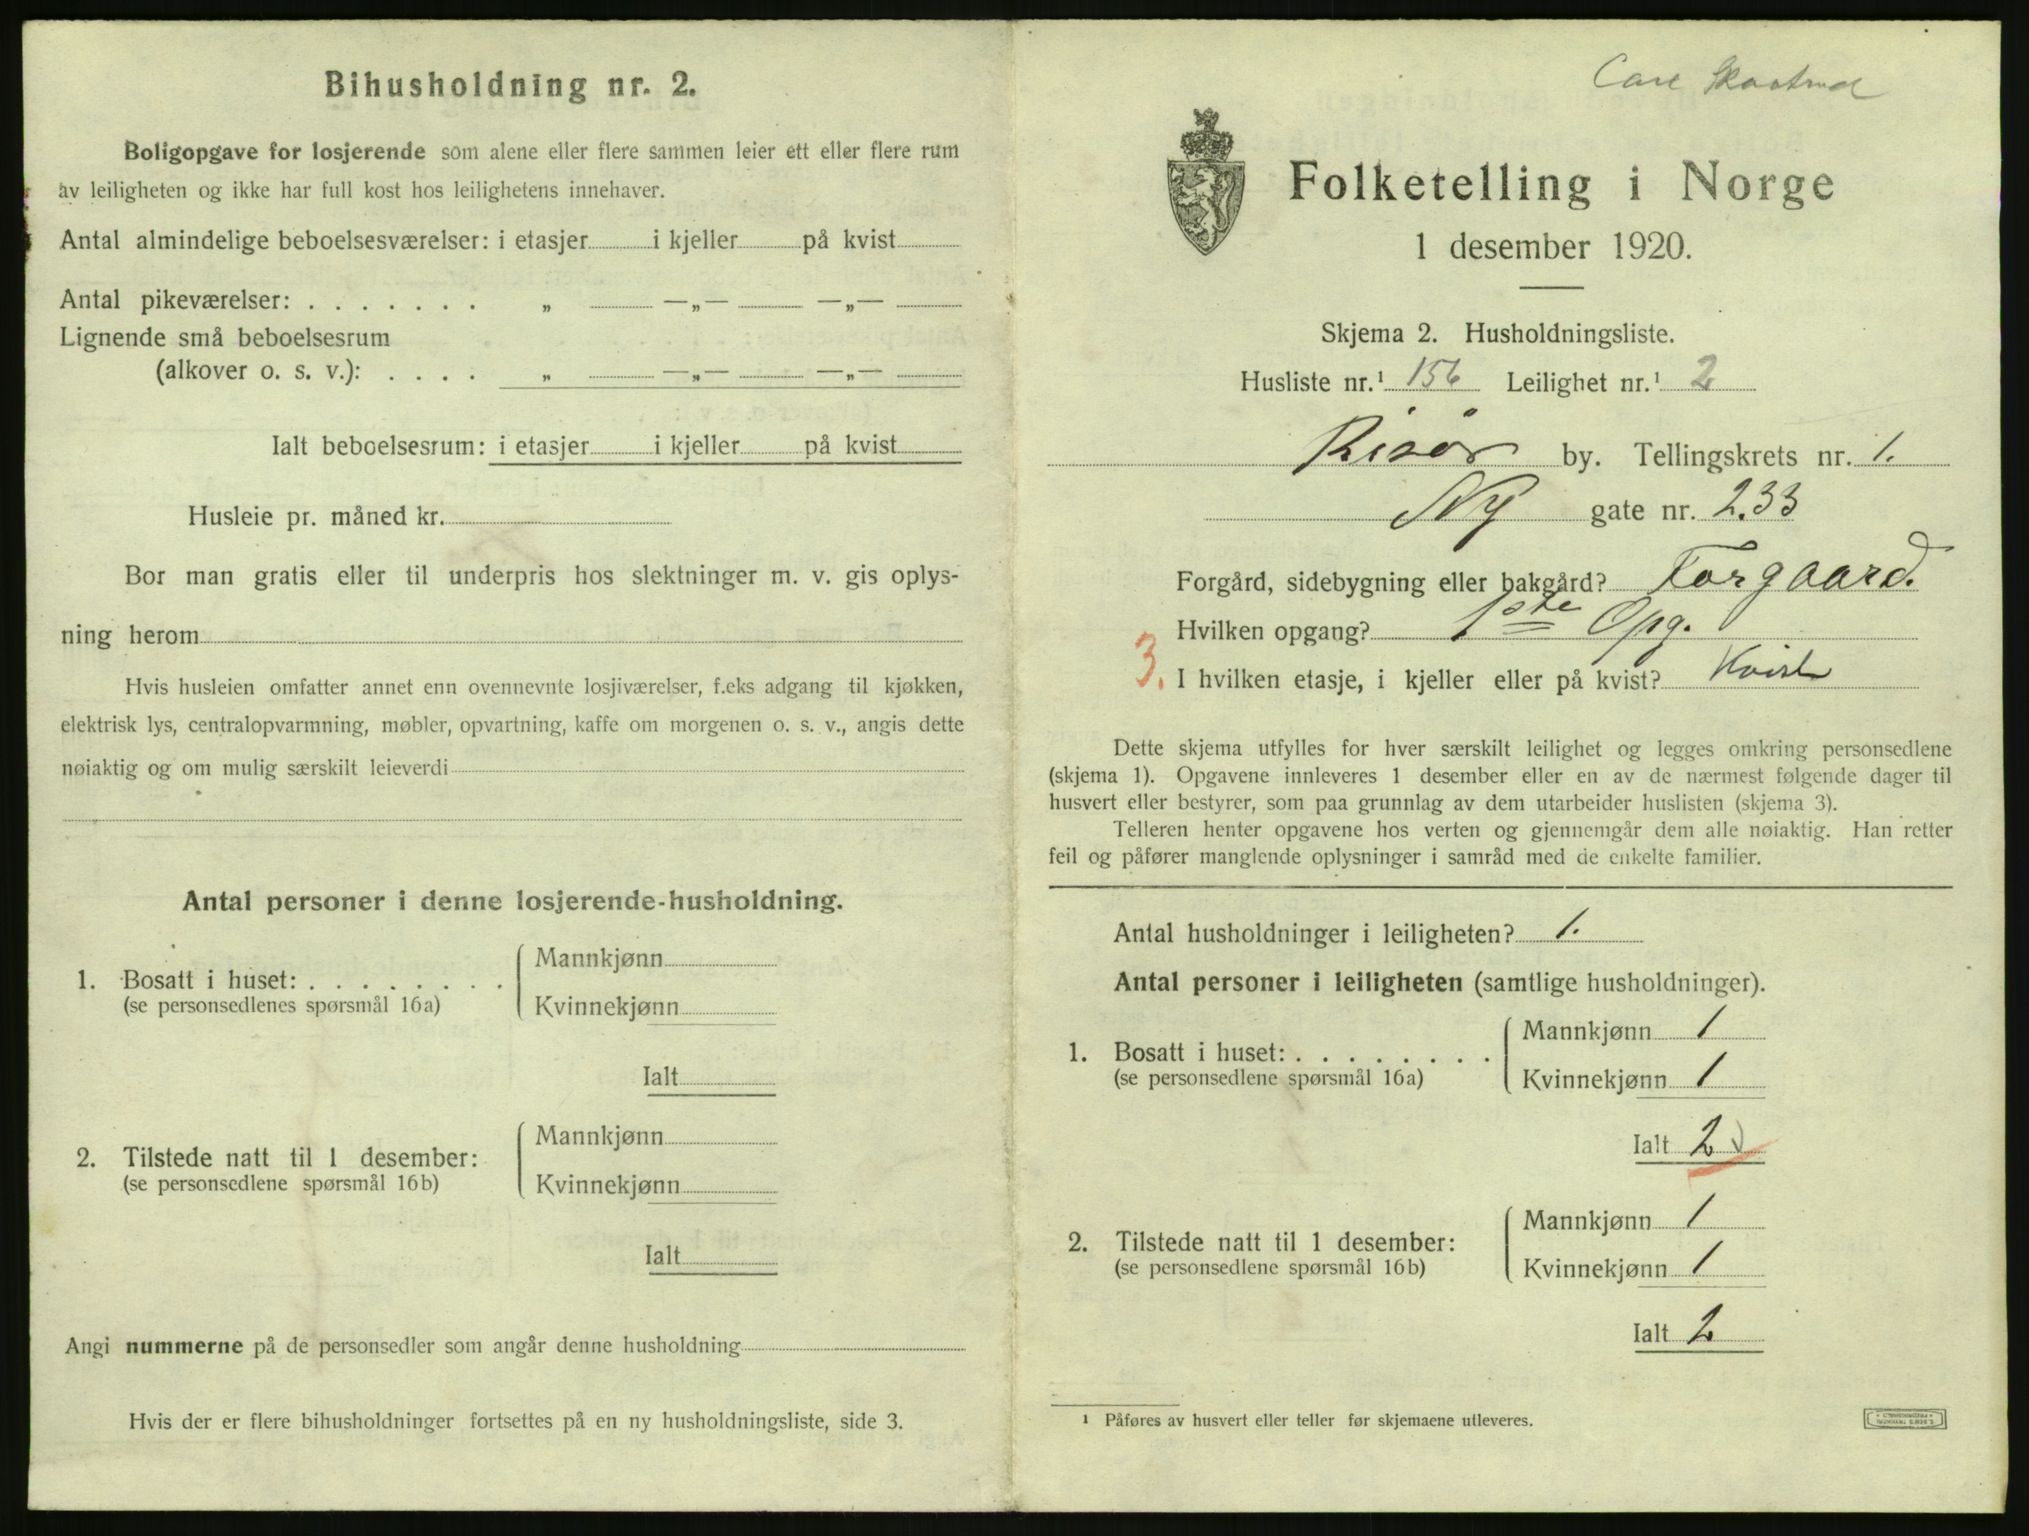 Bihusholdning nr. 2.
Boligopgave for losjerende som alene eller flere sammen leier ett eller flere rum
av leiligheten og ikke har full kost hos leilighetens innehaver.
Antal almindelige beboelsesværelser: i etasjer i kjeller på kvist
Antal pikeværelser: . . . . . . . „ —„— —„—
Lignende små beboelsesrum
(alkover o. s. v.): . . . . „ —„— —„—
Ialt beboelsesrum: i etasjer i kjeller på kvist
Husleie pr. måned kr.
Bor man gratis eller til underpris hos slektninger m. v. gis oplys-
ning herom
Hvis husleien omfatter annet enn ovennevnte losjiværelser, f.eks adgang til kjøkken,
elektrisk lys, centralopvarmning, møbler, opvartning, kaffe om morgenen o. s. v., angis dette
nøiaktig og om mulig særskilt leieverdi
Antal personer i denne losjerende-husholdning.
1. Bosatt i huset: . . . . . . . .
(se personsedlenes spørsmål 16a)
Mannkjønn
Kvinnekjønn
Ialt
2. Tilstede natt til 1 desember:
(se personsedlene spørsmål 16b)
Mannkjønn
Kvinnekjønn
Ialt
Angi nummerne på de personsedler som angår denne husholdning
Hvis der er flere bihusholdninger fortsettes på en ny husholdningsliste, side 3.
Carl
Folketelling i Norge
1 desember 1920.
Skjema 2. Husholdningsliste.
Husliste nr.¹ 156 Leilighet nr.¹ 2
Risør by. Tellingskrets nr. 1.
Ny gate nr. 233
Forgård, sidebygning eller bakgård? Forgaard.
Hvilken opgang? 1ste Opg.
3. I hvilken etasje, i kjeller eller på kvist? Kvist
Dette skjema utfylles for hver særskilt leilighet og legges omkring personsedlene
(skjema 1). Opgavene innleveres 1 desember eller en av de nærmest følgende dager til
husvert eller bestyrer, som paa grunnlag av dem utarbeider huslisten (skjema 3).
Telleren henter opgavene hos verten og gjennemgår dem alle nøiaktig. Han retter
feil og påfører manglende oplysninger i samråd med de enkelte familier.
Antal husholdninger i leiligheten? 1.
Antal personer i leiligheten (samtlige husholdninger).
1. Bosatt i huset: . . . . . . . .
(se personsedlene spørsmål 16a)
Mannkjønn 1
Kvinnekjønn 1
Ialt 2
2. Tilstede natt til 1 desember:
(se personsedlene spørsmål 16b)
Mannkjønn 1
Kvinnekjønn 1
Ialt 2
¹ Påføres av husvert eller teller før skjemaene utleveres.